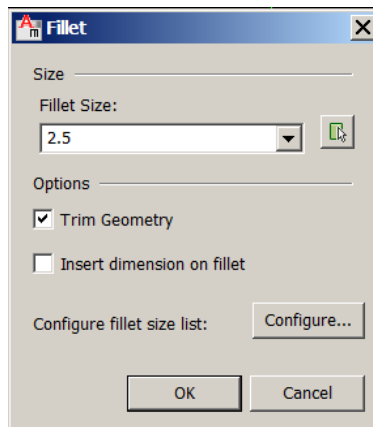 Fillet
Size
Fillet Size:
2.5
Options
Trim Geometry
Insert dimension on fillet
Configure fillet size list: Configure...
OK Cancel